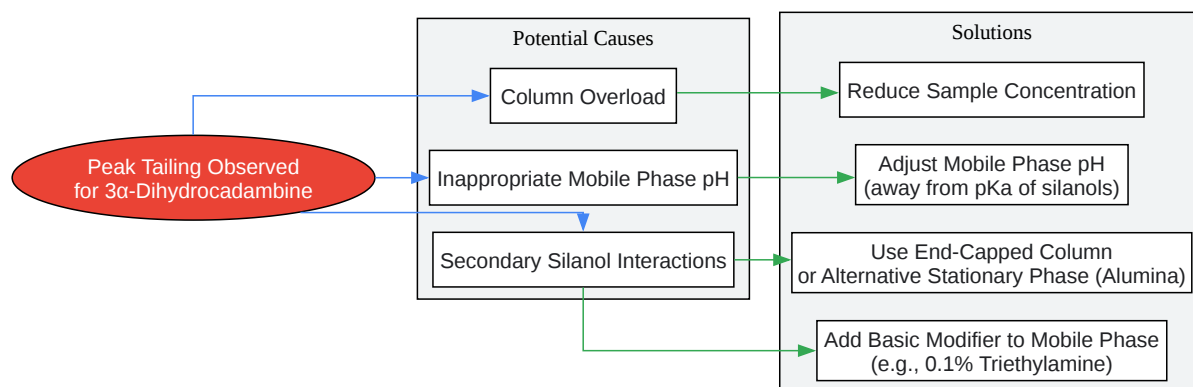 Peak Tailing Observed
for 3α-Dihydrocadambine
Potential Causes
Column Overload
Inappropriate Mobile Phase pH
Secondary Silanol Interactions
Solutions
Reduce Sample Concentration
Adjust Mobile Phase pH
(away from pKa of silanols)
Use End-Capped Column
or Alternative Stationary Phase (Alumina)
Add Basic Modifier to Mobile Phase
(e.g., 0.1% Triethylamine)